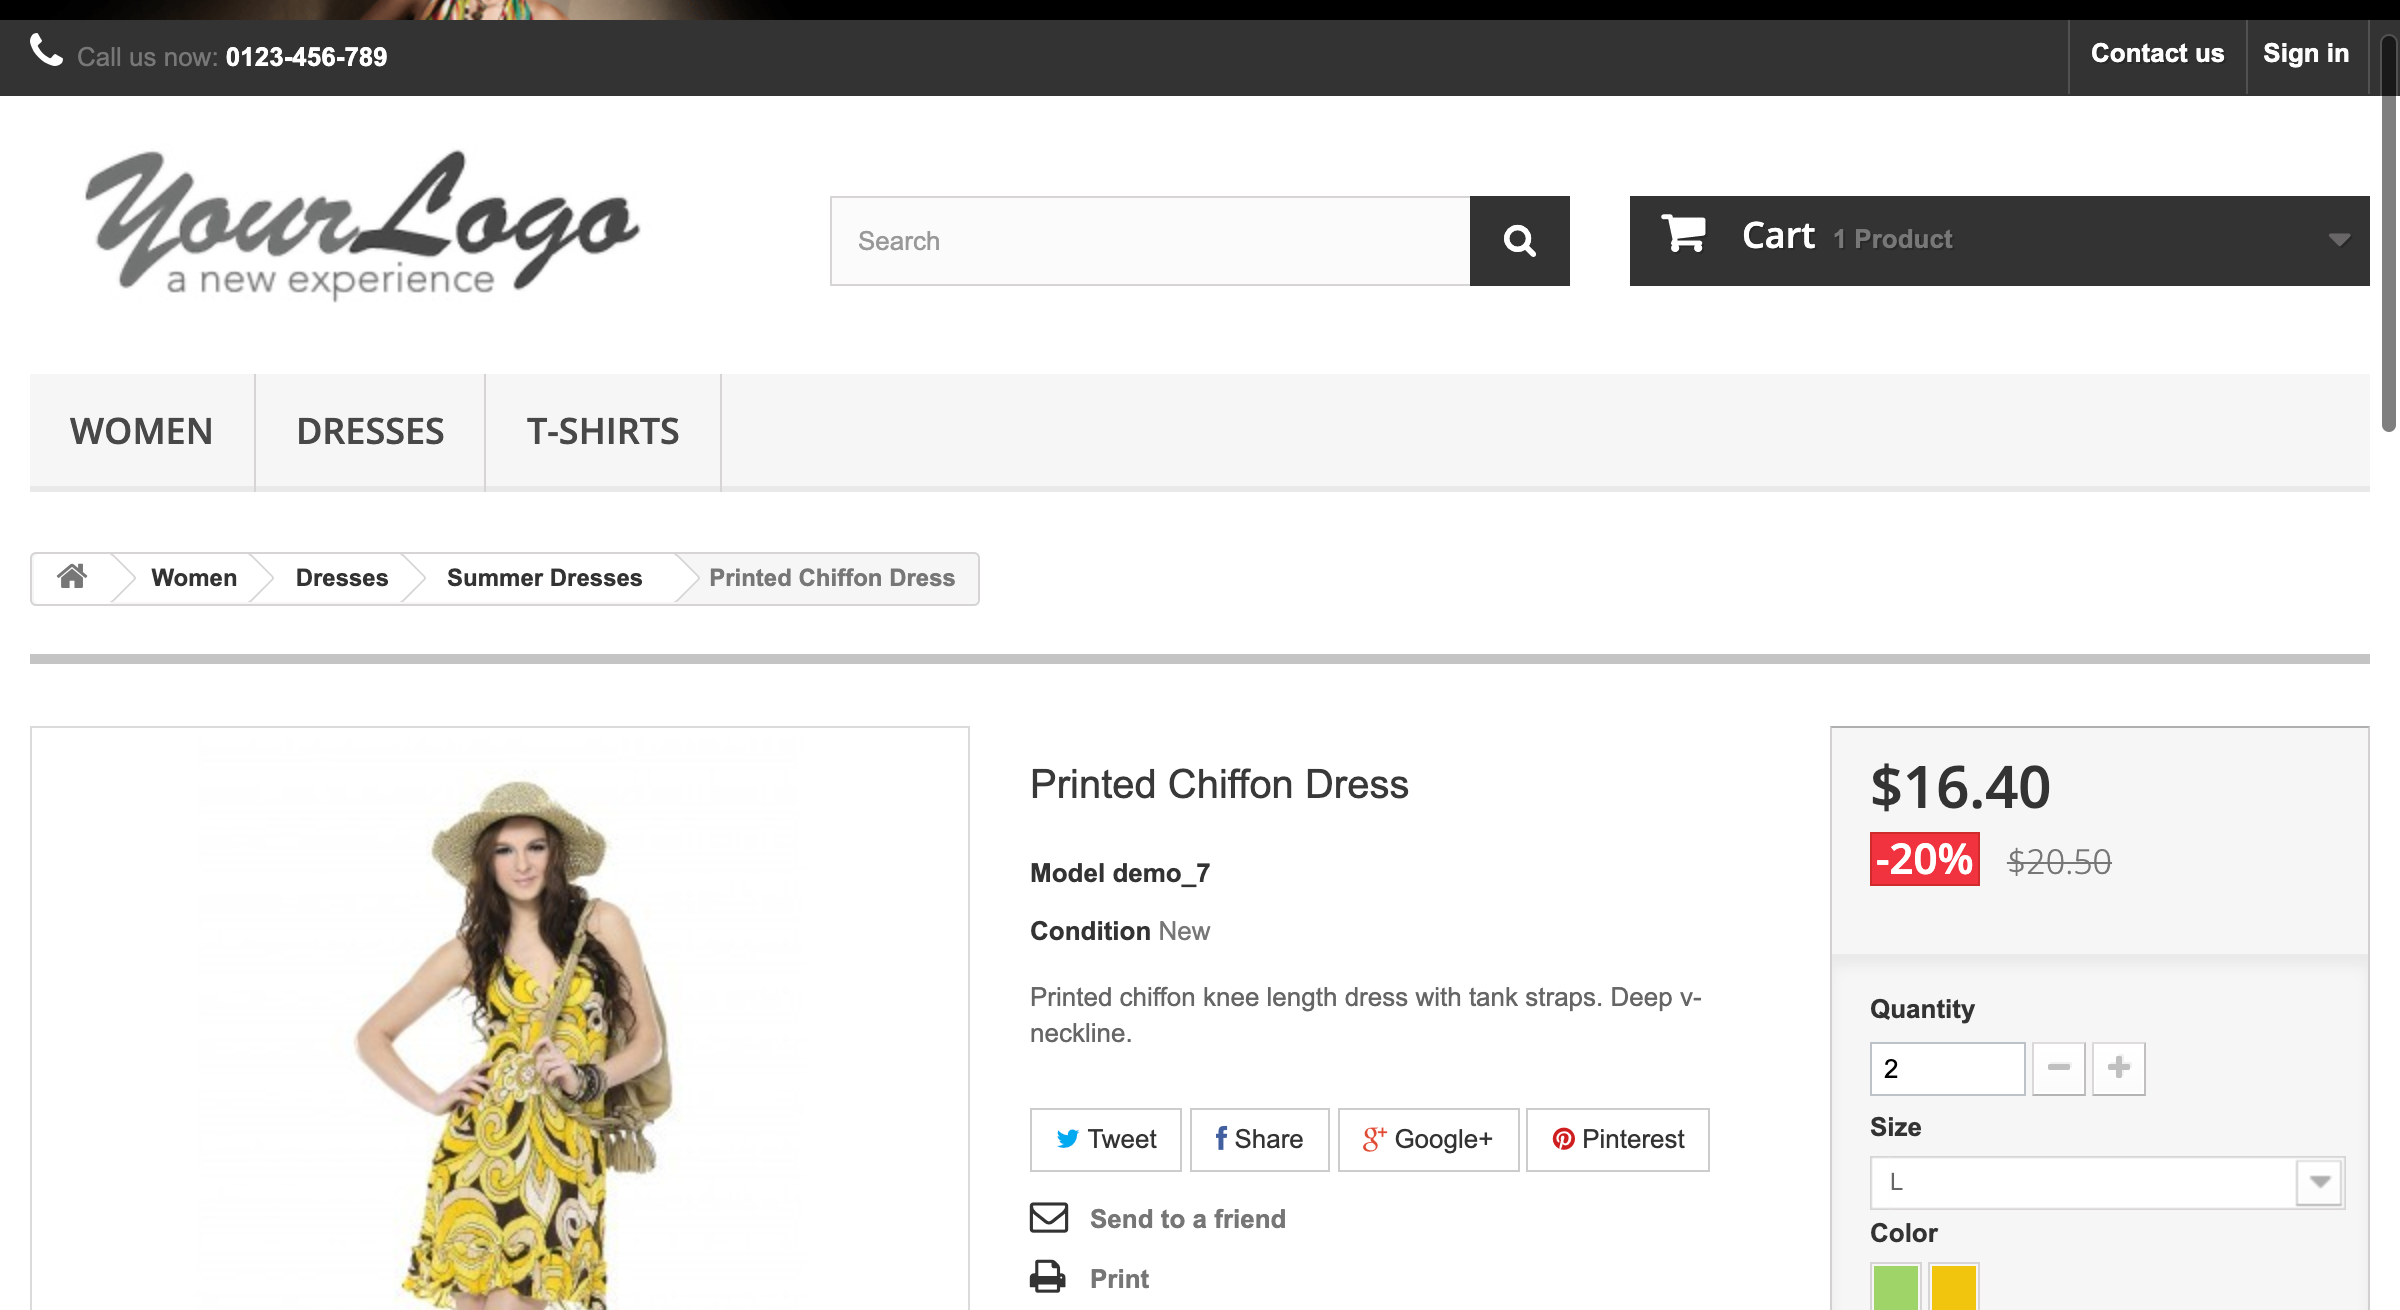 Call us now: 0123-456-789
Contact us
Sign in
Your Logo
a new experience
Search
Cart 1 Product
WOMEN
DRESSES
T-SHIRTS
Women
Dresses
Summer Dresses
Printed Chiffon Dress
Printed Chiffon Dress
Model demo_7
Condition New
Printed chiffon knee length dress with tank straps. Deep v-
neckline.
Tweet
Share
Google+
Pinterest
Send to a friend
Print
$16.40
-20% $20.50
Quantity
2
Size
L
Color